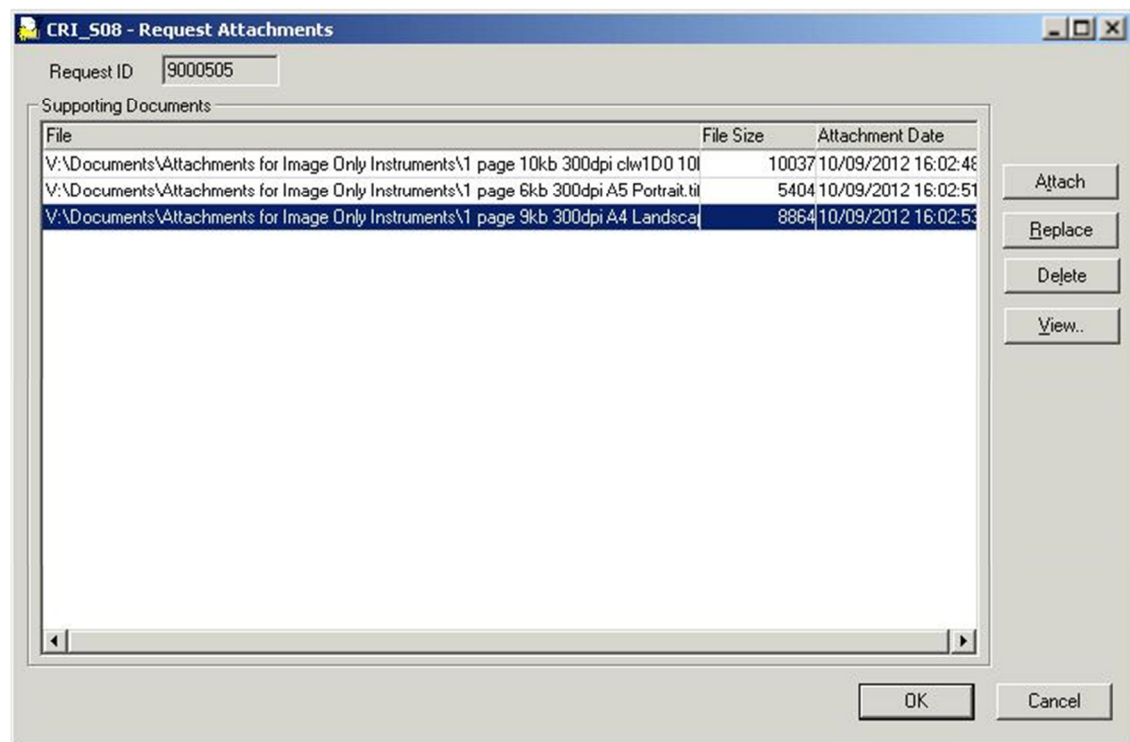 CRI_S08 - Request Attachments
Request ID 9000505
Supporting Documents
File File Size Attachment Date
V:\Documents\Attachments for Image Only Instruments\1 page 10kb 300dpi clw1D0 10 10037 10/09/2012 16:02:48
V:\Documents\Attachments for Image Only Instruments\1 page 6kb 300dpi A5 Portrait.ti 5404 10/09/2012 16:02:51
V:\Documents\Attachments for Image Only Instruments\1 page 9kb 300dpi A4 Landsca 8864 10/09/2012 16:02:53
Attach
Replace
Delete
View..
OK Cancel